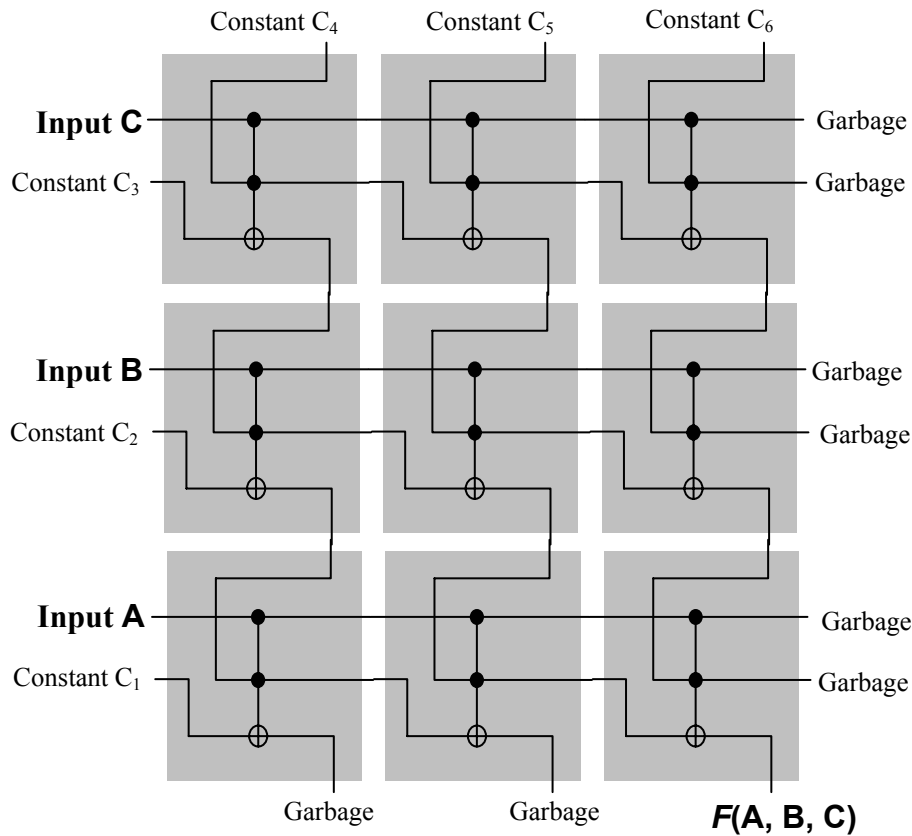 Constant C₄ Constant C₅ Constant C₆
Input C Garbage
Constant C₃ Garbage
Input B Garbage
Constant C₂ Garbage
Input A Garbage
Constant C₁ Garbage
Garbage Garbage F(A, B, C)